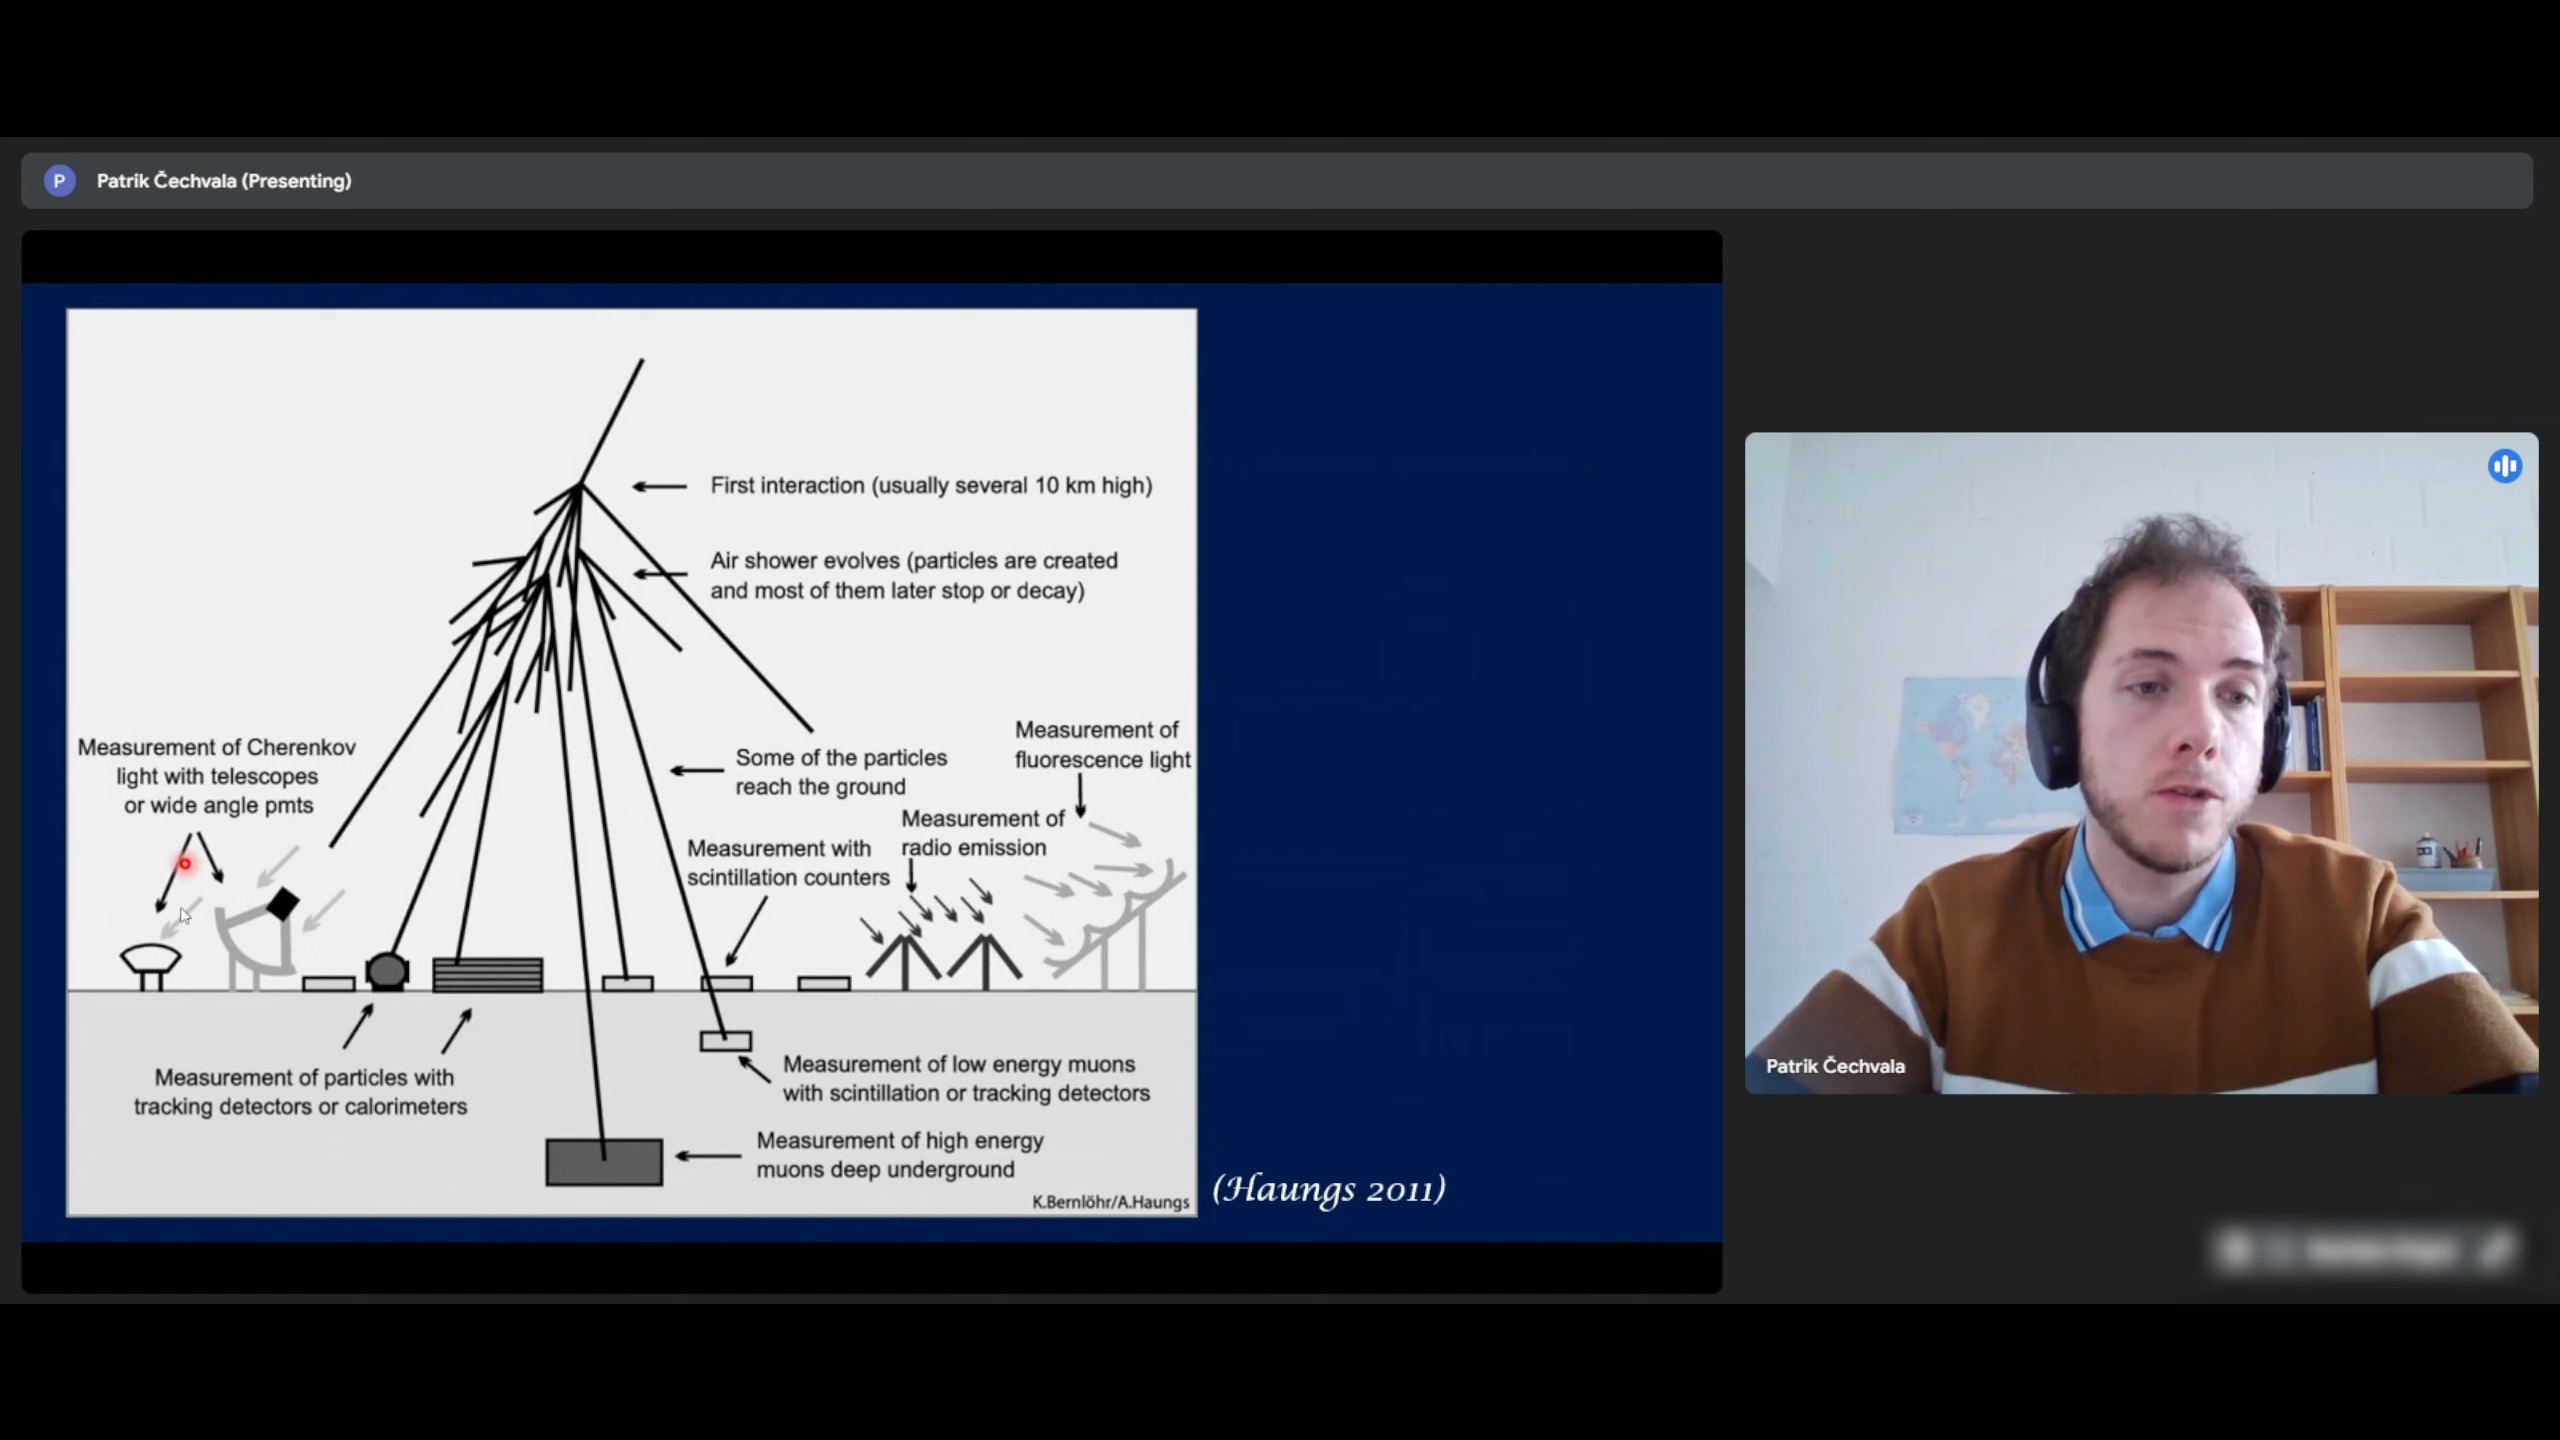 P
Patrik Čechvala (Presenting)
First interaction (usually several 10 km high)
Air shower evolves (particles are created
and most of them later stop or decay)
Measurement of Cherenkov
light with telescopes
or wide angle pmts
Some of the particles
reach the ground
Measurement of
fluorescence light
Measurement of
radio emission
Measurement with
scintillation counters
Measurement of particles with
tracking detectors or calorimeters
Measurement of low energy muons
with scintillation or tracking detectors
Measurement of high energy
muons deep underground
K.Bernlöhr/A.Haungs
(Haungs 2011)
Patrik Čechvala